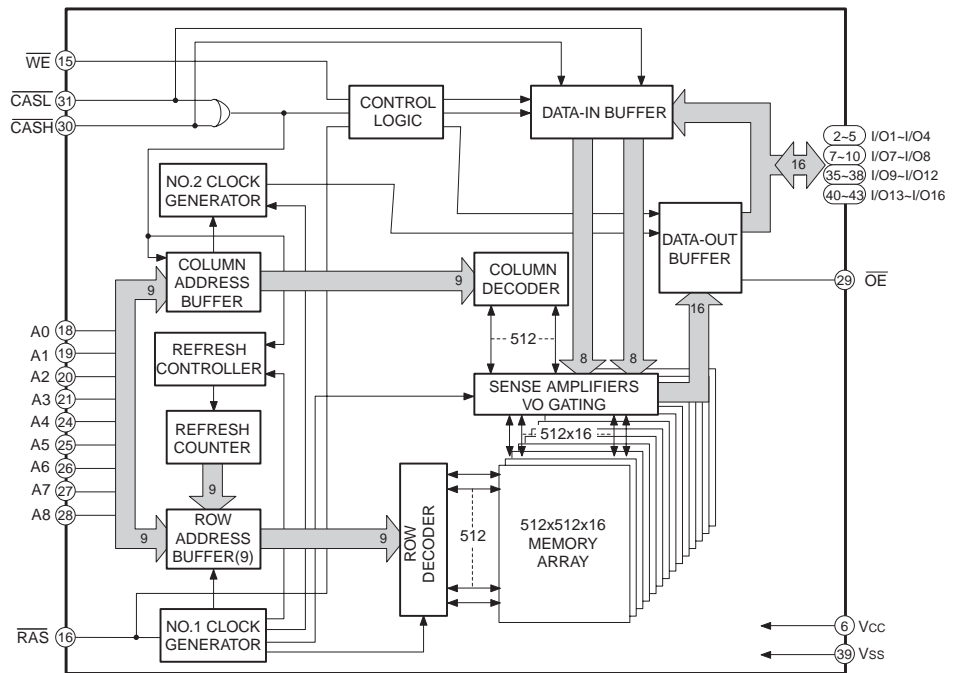 WE 15
CASL 31
CASH 30
CONTROL
LOGIC
DATA-IN BUFFER
16
2~5 I/O1~I/O4
7~10 I/O7~I/O8
35~38 I/O9~I/O12
40~43 I/O13~I/O16
NO.2 CLOCK
GENERATOR
DATA-OUT
BUFFER
29 OE
9
COLUMN
ADDRESS
BUFFER
9
COLUMN
DECODER
16
A0 18
A1 19
A2 20
A3 21
A4 24
A5 25
A6 26
A7 27
A8 28
REFRESH
CONTROLLER
512
8
8
SENSE AMPLIFIERS
VO GATING
REFRESH
COUNTER
512x16
9
9
ROW
ADDRESS
BUFFER(9)
9
ROW
DECODER
512
512x512x16
MEMORY
ARRAY
RAS 16
NO.1 CLOCK
GENERATOR
6 Vcc
39 Vss